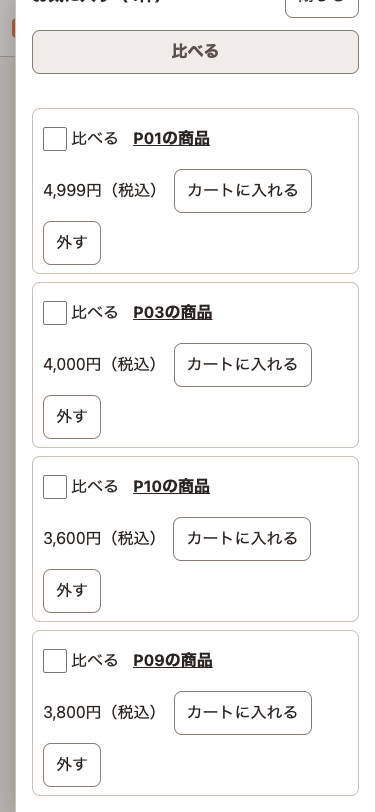 比べる
比べる P01の商品
4,999円（税込） カートに入れる
外す
比べる P03の商品
4,000円（税込） カートに入れる
外す
比べる P10の商品
3,600円（税込） カートに入れる
外す
比べる P09の商品
3,800円（税込） カートに入れる
外す